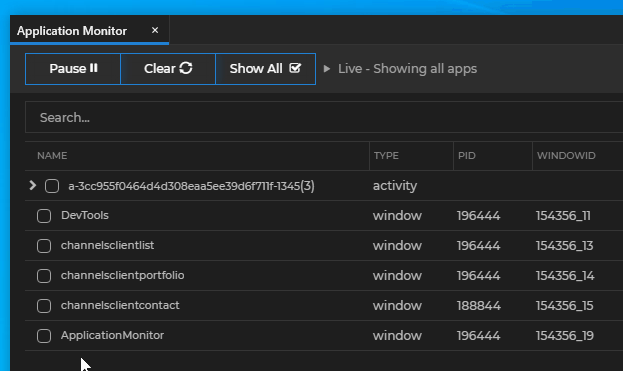 Application Monitor ×
Pause Clear Show All Live - Showing all apps
Search...
NAME TYPE PID WINDOWID
a-3cc955f0464d4d308eaa5ee39d6f711f-1345(3) activity
DevTools window 196444 154356_11
channelsclientlist window 196444 154356_13
channelsclientportfolio window 196444 154356_14
channelsclientcontact window 188844 154356_15
ApplicationMonitor window 196444 154356_19